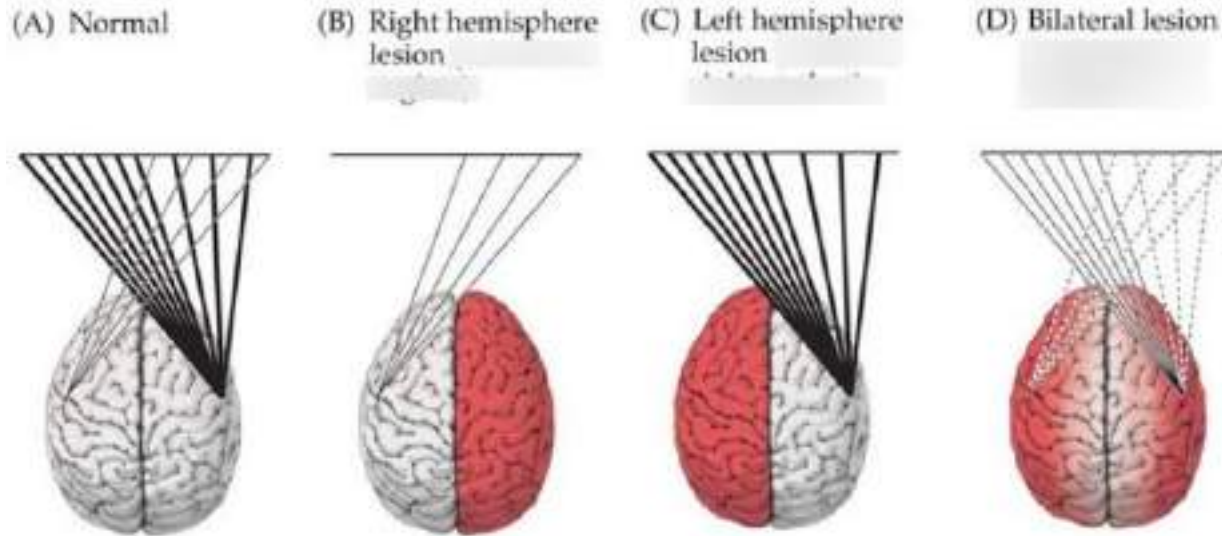 (A) Normal
(B) Right hemisphere
lesion
(C) Left hemisphere
lesion
(D) Bilateral lesion